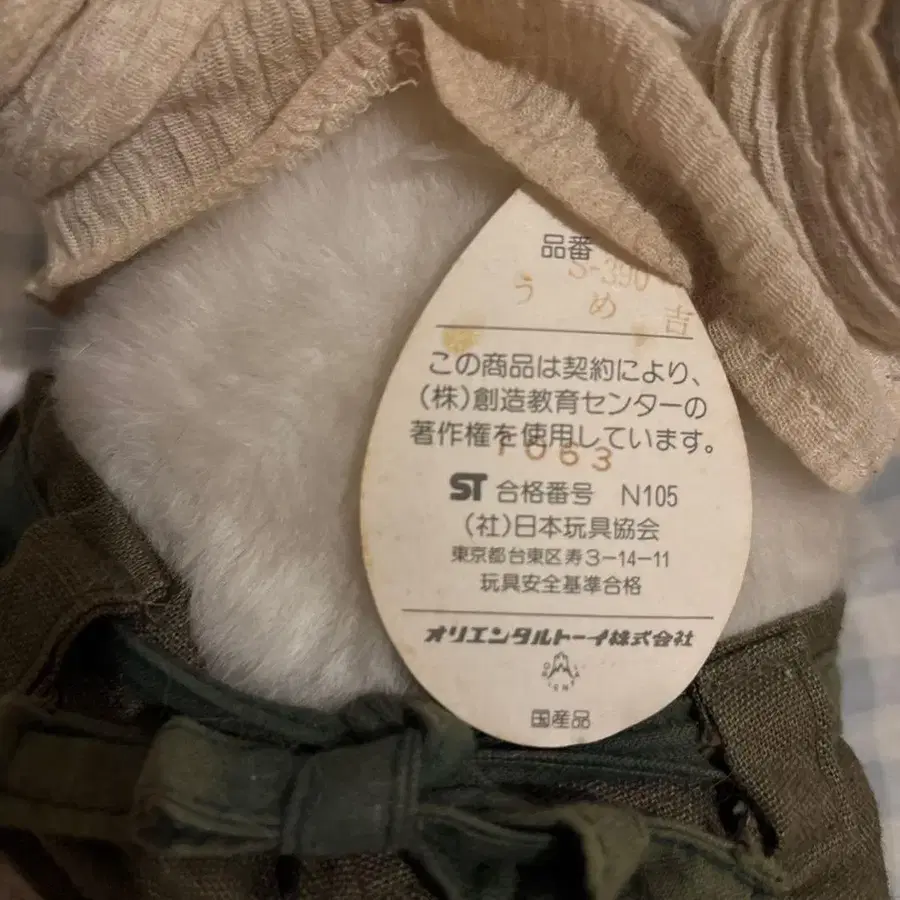 品番 S-390
うめ吉
この商品は契約により、
(株)創造教育センターの
著作権を使用しています。
1063
ST 合格番号 N105
(社)日本玩具協会
東京都台東区寿3-14-11
玩具安全基準合格
オリエンタルトーイ株式会社
国産品